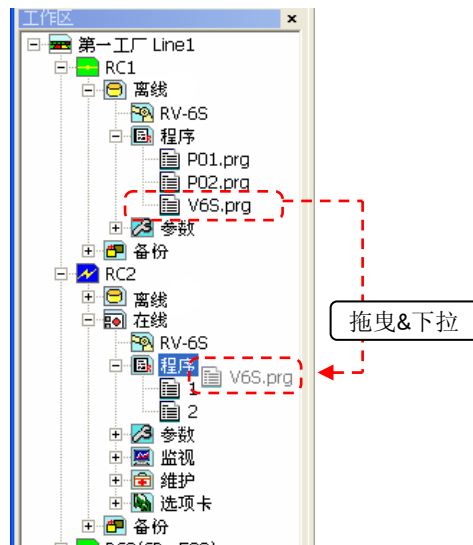 工作区
第一工厂 Line1
RC1
离线
RV-6S
程序
P01.prg
P02.prg
V6S.prg
参数
备份
RC2
离线
在线
RV-6S
程序
V6S.prg
1
2
参数
监视
维护
选项卡
备份
拖曳&下拉